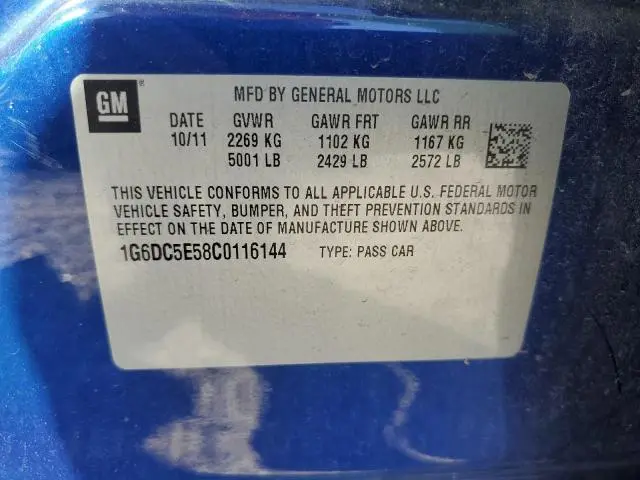 GM®
MFD BY GENERAL MOTORS LLC
DATE GVWR GAWR FRT GAWR RR
10/11 2269 KG 1102 KG 1167 KG
5001 LB 2429 LB 2572 LB
THIS VEHICLE CONFORMS TO ALL APPLICABLE U.S. FEDERAL MOTOR
VEHICLE SAFETY, BUMPER, AND THEFT PREVENTION STANDARDS IN
EFFECT ON THE DATE OF MANUFACTURE SHOWN ABOVE.
1G6DC5E58C0116144 TYPE: PASS CAR